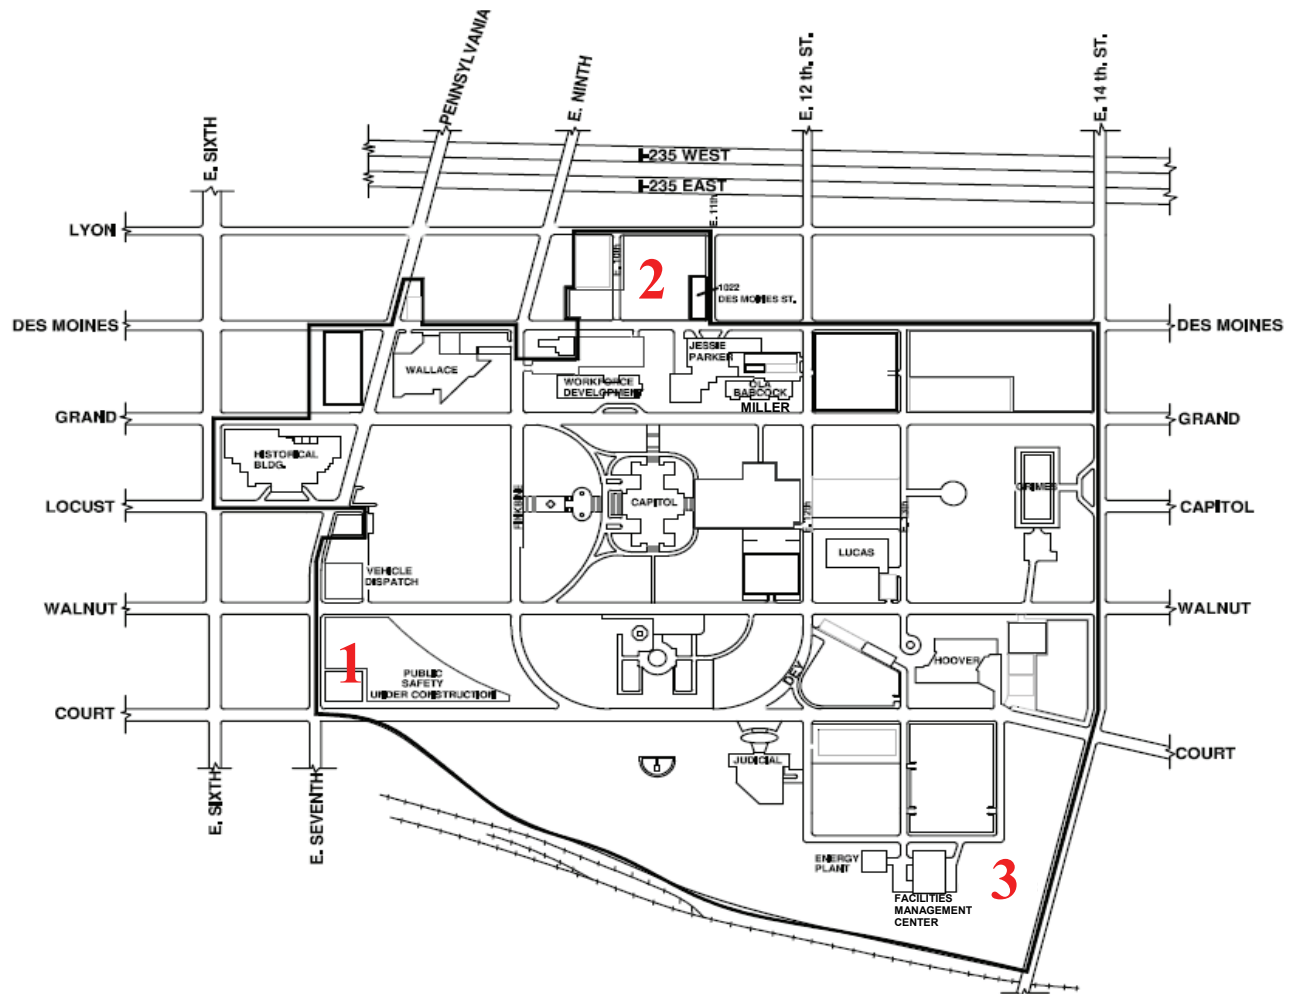 PENNSYLVANIA
E. NINTH
E. 12 th. ST.
E. 14 th. ST.
E. SIXTH
I-235 WEST
I-235 EAST
E. 11th
LYON
E. 10th
2
1022
DES MOINES ST.
DES MOINES
DES MOINES
JESSIE
PARKER
WALLACE
WORKFORCE
DEVELOPMENT
OLA
BABCOCK
MILLER
GRAND
GRAND
HISTORICAL
BLDG.
FINKBINE
CAPITOL
GRIMES
LOCUST
CAPITOL
E. 12th
E. 13th
LUCAS
VEHICLE
DISPATCH
WALNUT
WALNUT
1
PUBLIC
SAFETY
UNDER CONSTRUCTION
DEY
HOOVER
COURT
COURT
JUDICIAL
E. SIXTH
E. SEVENTH
ENERGY
PLANT
3
FACILITIES
MANAGEMENT
CENTER